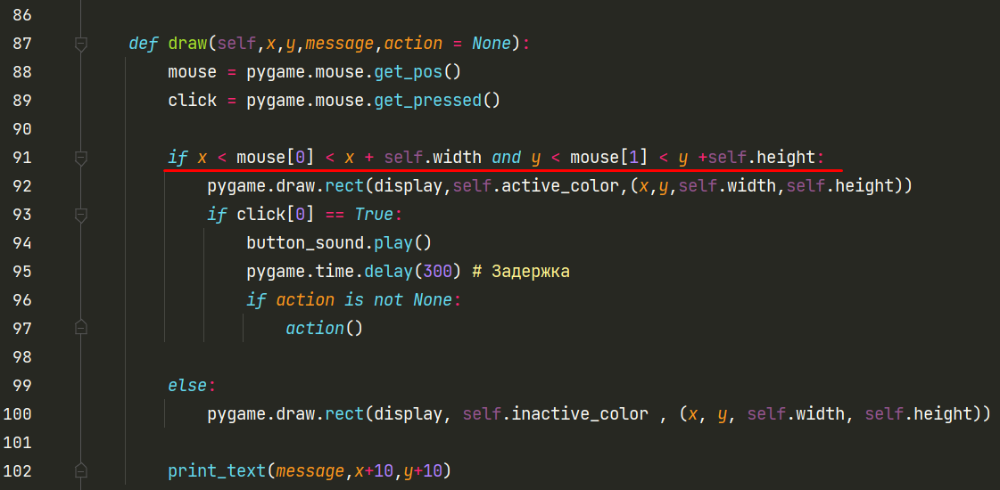 86
87 def draw(self,x,y,message,action = None):
88 mouse = pygame.mouse.get_pos()
89 click = pygame.mouse.get_pressed()
90
91 if x < mouse[0] < x + self.width and y < mouse[1] < y +self.height:
92 pygame.draw.rect(display,self.active_color,(x,y,self.width,self.height))
93 if click[0] == True:
94 button_sound.play()
95 pygame.time.delay(300) # Задержка
96 if action is not None:
97 action()
98
99 else:
100 pygame.draw.rect(display, self.inactive_color , (x, y, self.width, self.height))
101
102 print_text(message,x+10,y+10)